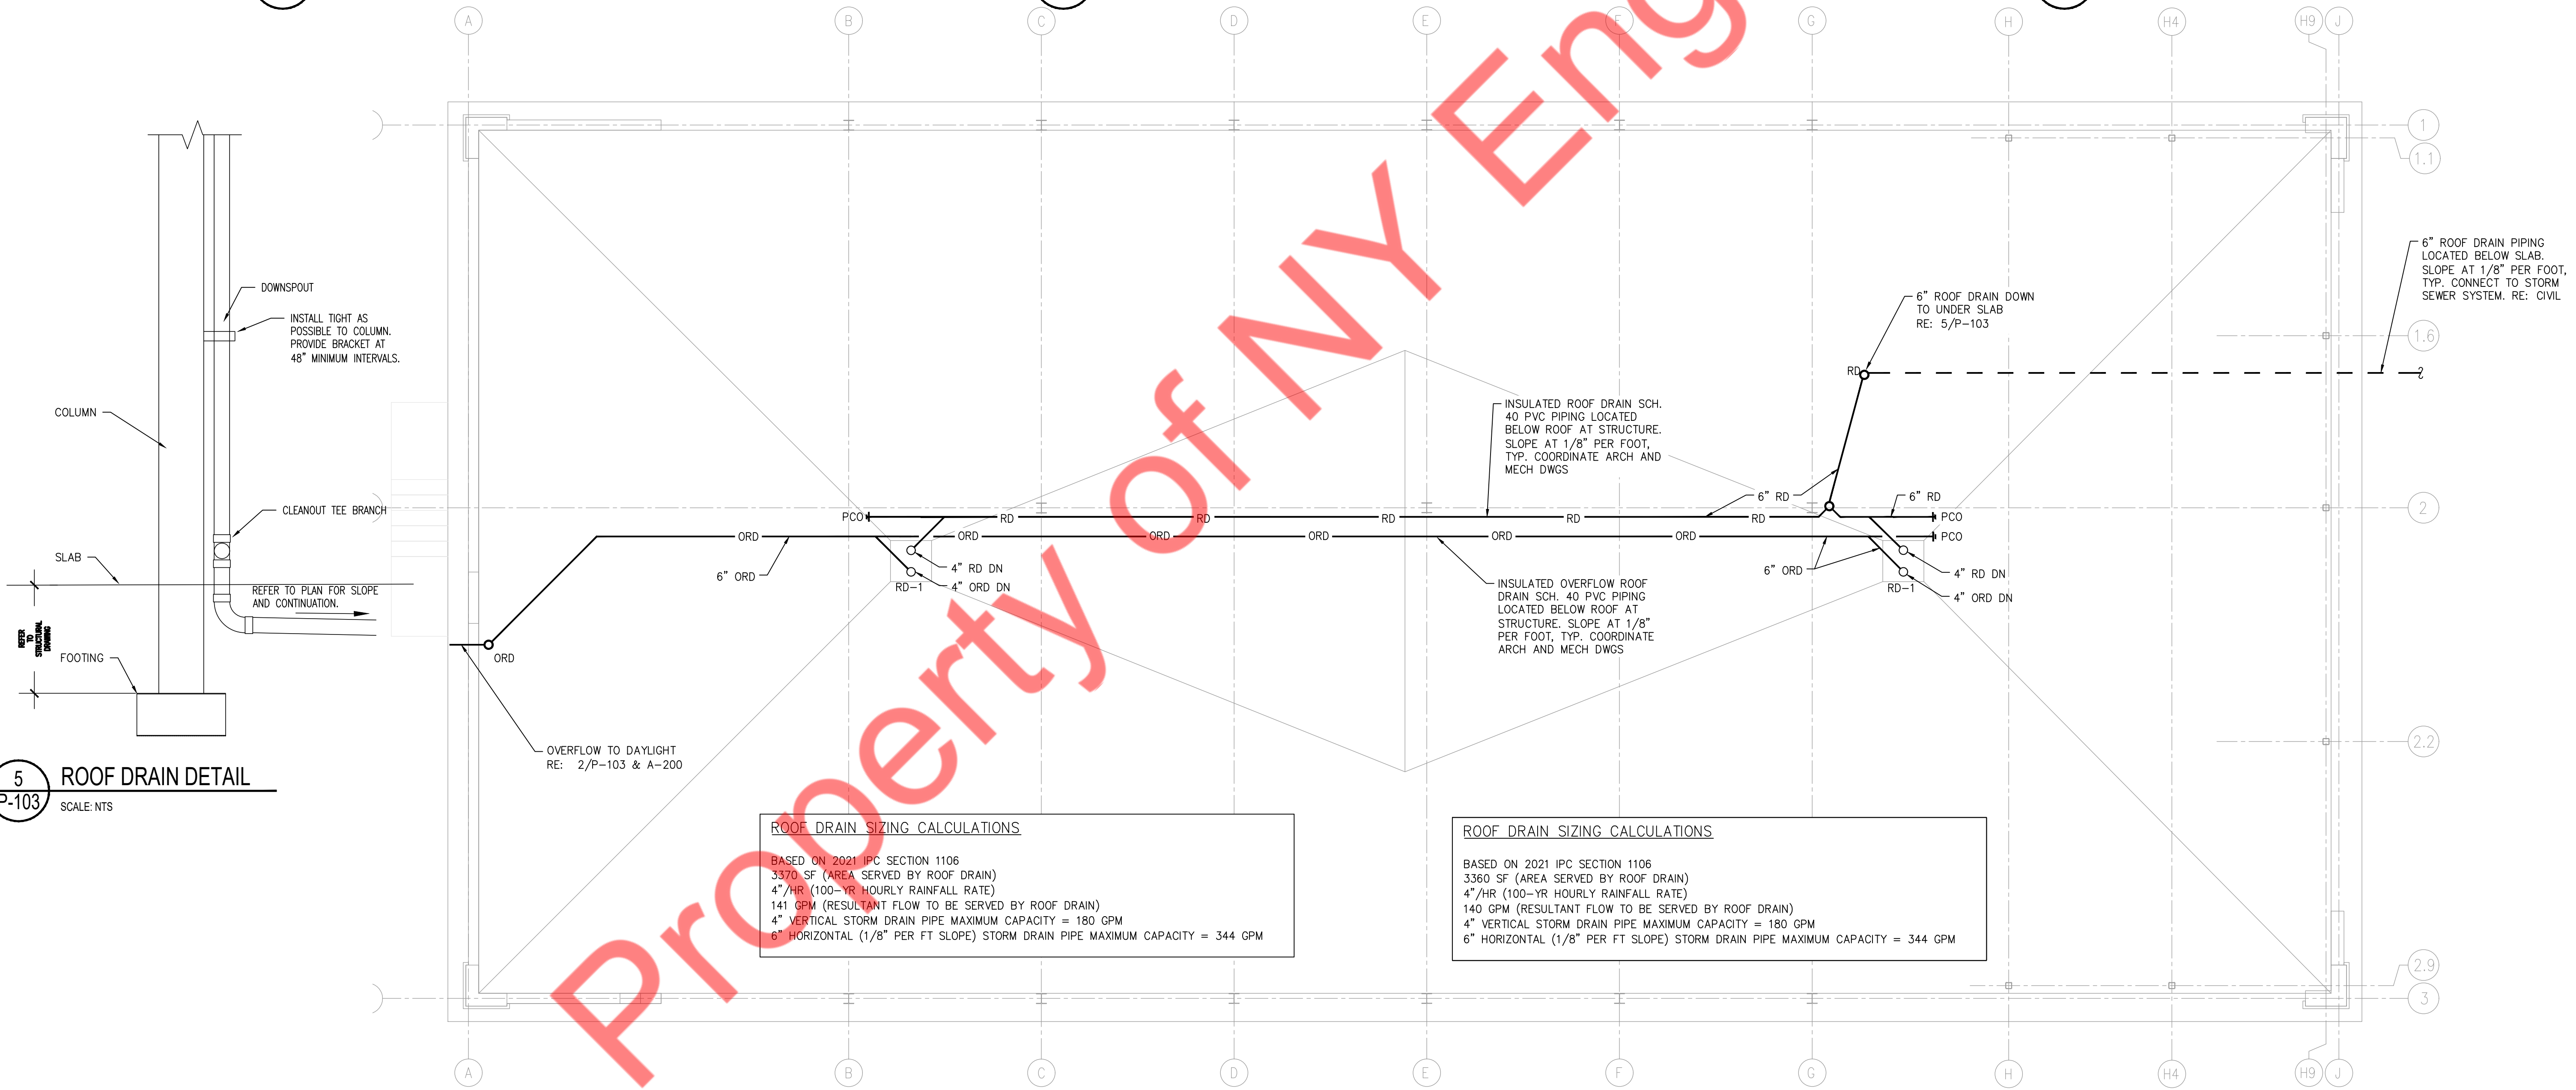 A
B
C
D
E
F
G
H
H4
H9
J
1
1.1
1.6
2
2.2
2.9
3
DOWNSPOUT
INSTALL TIGHT AS
POSSIBLE TO COLUMN.
PROVIDE BRACKET AT
48" MINIMUM INTERVALS.
COLUMN
CLEANOUT TEE BRANCH
SLAB
REFER TO PLAN FOR SLOPE
AND CONTINUATION.
REFER
TO
STRUCTURAL
DRAWING
FOOTING
5
P-103
ROOF DRAIN DETAIL
SCALE: NTS
6" ROOF DRAIN PIPING
LOCATED BELOW SLAB.
SLOPE AT 1/8" PER FOOT,
TYP. CONNECT TO STORM
SEWER SYSTEM. RE: CIVIL
6" ROOF DRAIN DOWN
TO UNDER SLAB
RE: 5/P-103
RD
INSULATED ROOF DRAIN SCH.
40 PVC PIPING LOCATED
BELOW ROOF AT STRUCTURE.
SLOPE AT 1/8" PER FOOT,
TYP. COORDINATE ARCH AND
MECH DWGS
6" RD
6" RD
PCO
RD
RD
RD
RD
RD
PCO
ORD
ORD
ORD
ORD
ORD
ORD
PCO
6" ORD
4" RD DN
4" ORD DN
RD-1
6" ORD
4" RD DN
4" ORD DN
RD-1
INSULATED OVERFLOW ROOF
DRAIN SCH. 40 PVC PIPING
LOCATED BELOW ROOF AT
STRUCTURE. SLOPE AT 1/8"
PER FOOT, TYP. COORDINATE
ARCH AND MECH DWGS
ORD
OVERFLOW TO DAYLIGHT
RE: 2/P-103 & A-200
ROOF DRAIN SIZING CALCULATIONS
BASED ON 2021 IPC SECTION 1106
3370 SF (AREA SERVED BY ROOF DRAIN)
4"/HR (100-YR HOURLY RAINFALL RATE)
141 GPM (RESULTANT FLOW TO BE SERVED BY ROOF DRAIN)
4" VERTICAL STORM DRAIN PIPE MAXIMUM CAPACITY = 180 GPM
6" HORIZONTAL (1/8" PER FT SLOPE) STORM DRAIN PIPE MAXIMUM CAPACITY = 344 GPM
ROOF DRAIN SIZING CALCULATIONS
BASED ON 2021 IPC SECTION 1106
3360 SF (AREA SERVED BY ROOF DRAIN)
4"/HR (100-YR HOURLY RAINFALL RATE)
140 GPM (RESULTANT FLOW TO BE SERVED BY ROOF DRAIN)
4" VERTICAL STORM DRAIN PIPE MAXIMUM CAPACITY = 180 GPM
6" HORIZONTAL (1/8" PER FT SLOPE) STORM DRAIN PIPE MAXIMUM CAPACITY = 344 GPM
Property of NY Eng
A
B
C
D
E
F
G
H
H4
H9
J